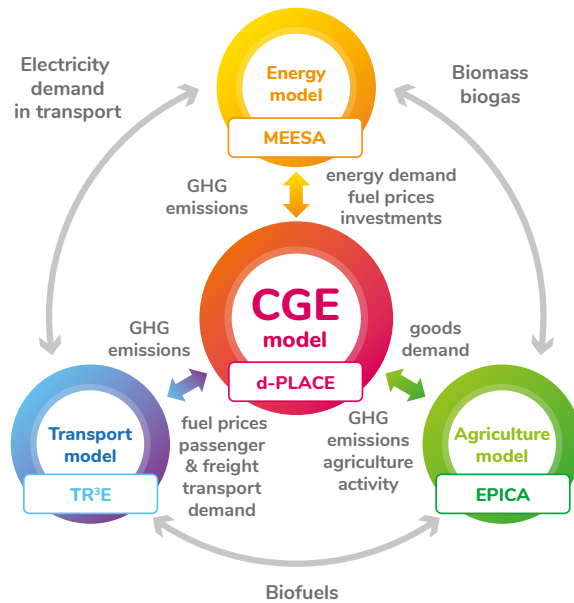 Electricity
demand
in transport
Energy
model
MEESA
Biomass
biogas
GHG
emissions
energy demand
fuel prices
investments
CGE
model
d-PLACE
GHG
emissions
goods
demand
Transport
model
TR³E
fuel prices
passenger
& freight
transport
demand
GHG
emissions
agriculture
activity
Agriculture
model
EPICA
Biofuels